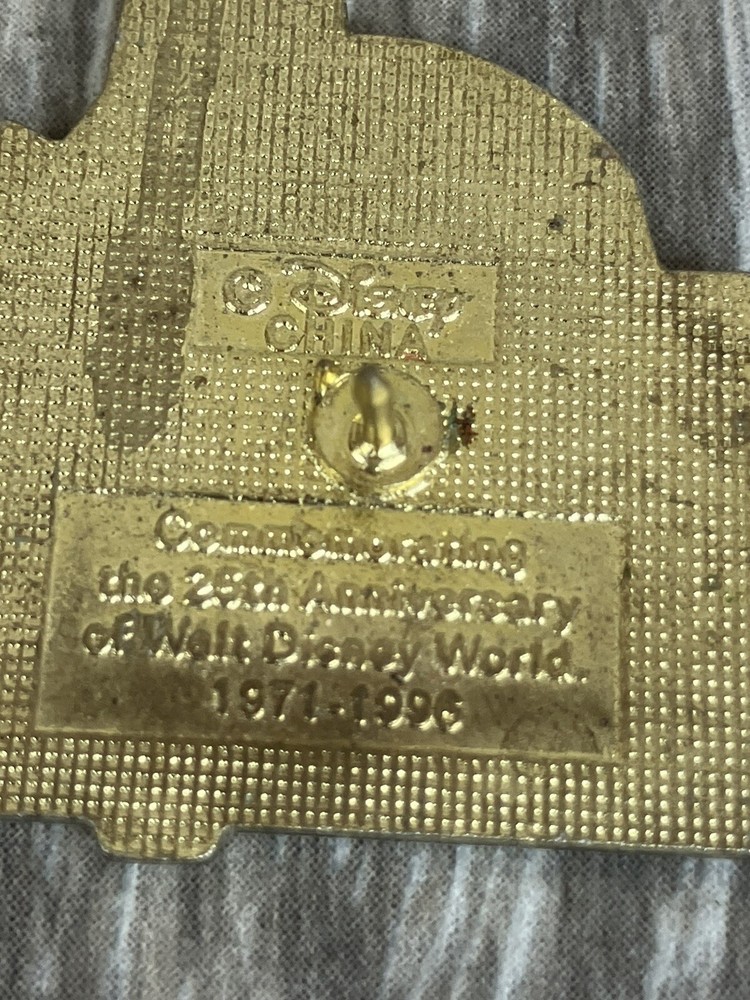 © Disney
CHINA
Commemorating
the 25th Anniversary
of Walt Disney World.
1971-1996